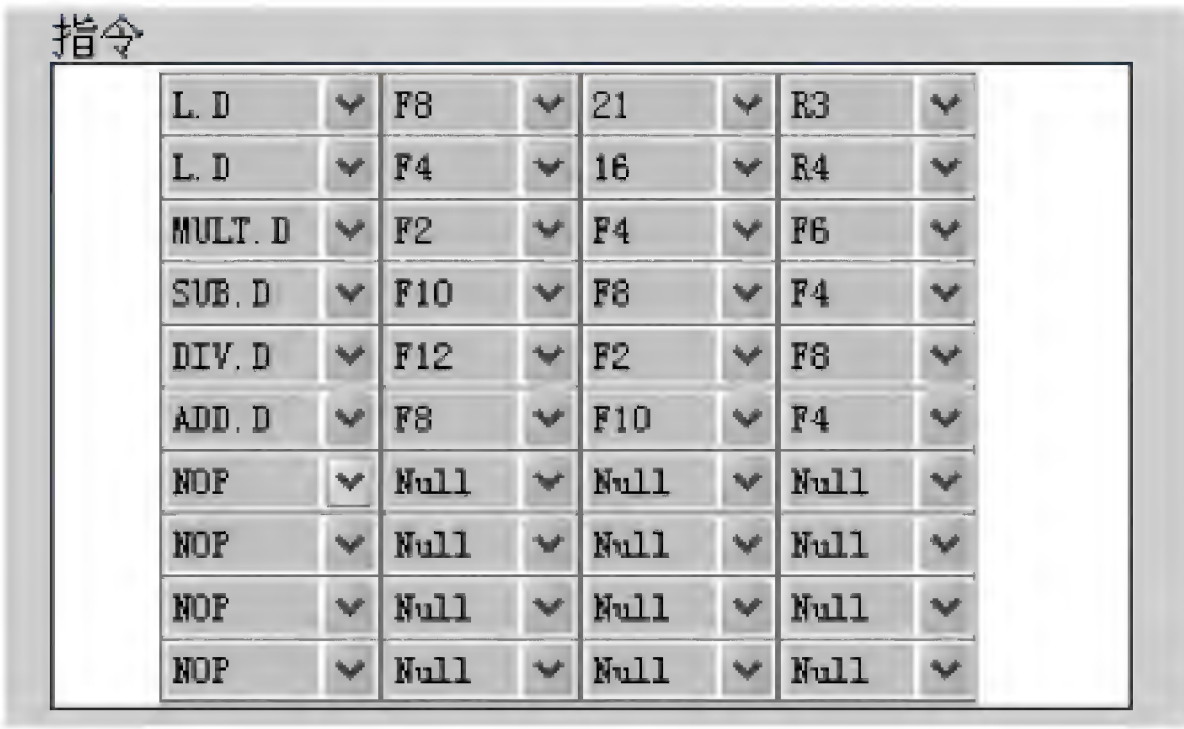 指令
L.D F8 21 R3
L.D F4 16 R4
MULT.D F2 F4 F6
SUB.D F10 F8 F4
DIV.D F12 F2 F8
ADD.D F8 F10 F4
NOP Null Null Null
NOP Null Null Null
NOP Null Null Null
NOP Null Null Null